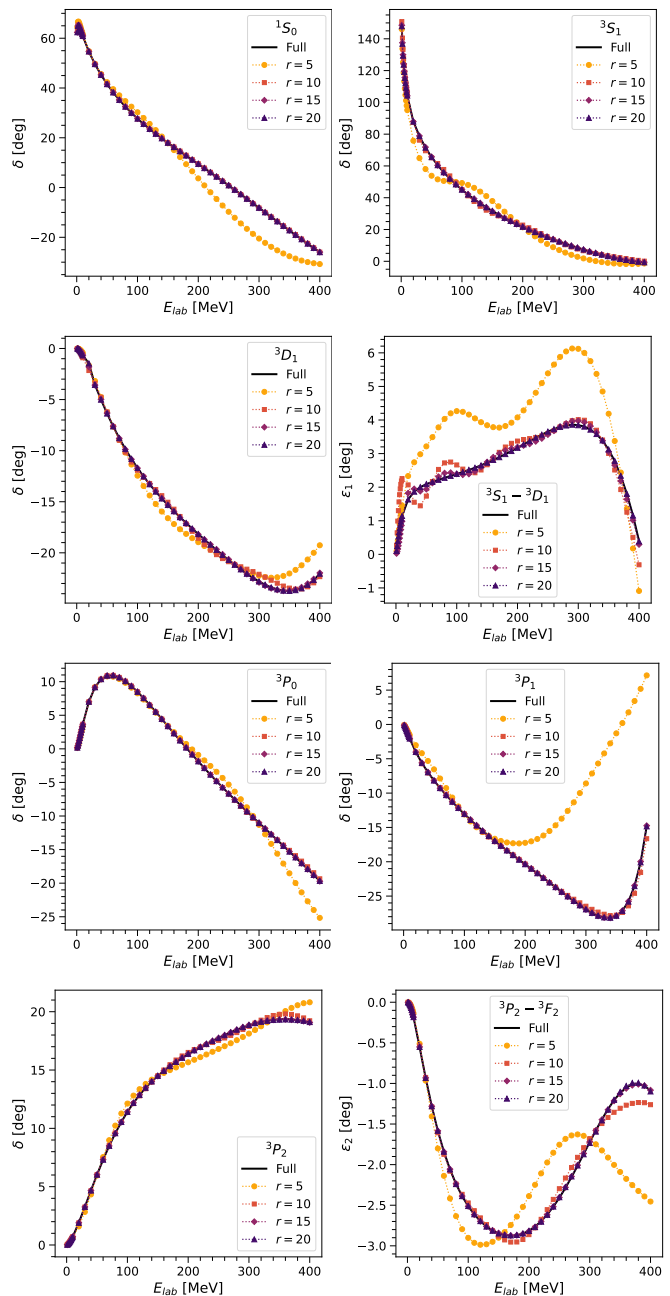 ¹S₀
Full
r = 5
r = 10
r = 15
r = 20
60
40
20
0
−20
δ [deg]
0
100
200
300
400
E_lab [MeV]
³S₁
Full
r = 5
r = 10
r = 15
r = 20
140
120
100
80
60
40
20
0
δ [deg]
0
100
200
300
400
E_lab [MeV]
³D₁
Full
r = 5
r = 10
r = 15
r = 20
0
−5
−10
−15
−20
δ [deg]
0
100
200
300
400
E_lab [MeV]
6
5
4
3
2
1
0
−1
ε₁ [deg]
³S₁ − ³D₁
Full
r = 5
r = 10
r = 15
r = 20
0
100
200
300
400
E_lab [MeV]
³P₀
Full
r = 5
r = 10
r = 15
r = 20
10
5
0
−5
−10
−15
−20
−25
δ [deg]
0
100
200
300
400
E_lab [MeV]
³P₁
Full
r = 5
r = 10
r = 15
r = 20
5
0
−5
−10
−15
−20
−25
δ [deg]
0
100
200
300
400
E_lab [MeV]
20
15
10
5
0
δ [deg]
³P₂
Full
r = 5
r = 10
r = 15
r = 20
0
100
200
300
400
E_lab [MeV]
³P₂ − ³F₂
Full
r = 5
r = 10
r = 15
r = 20
0.0
−0.5
−1.0
−1.5
−2.0
−2.5
−3.0
ε₂ [deg]
0
100
200
300
400
E_lab [MeV]